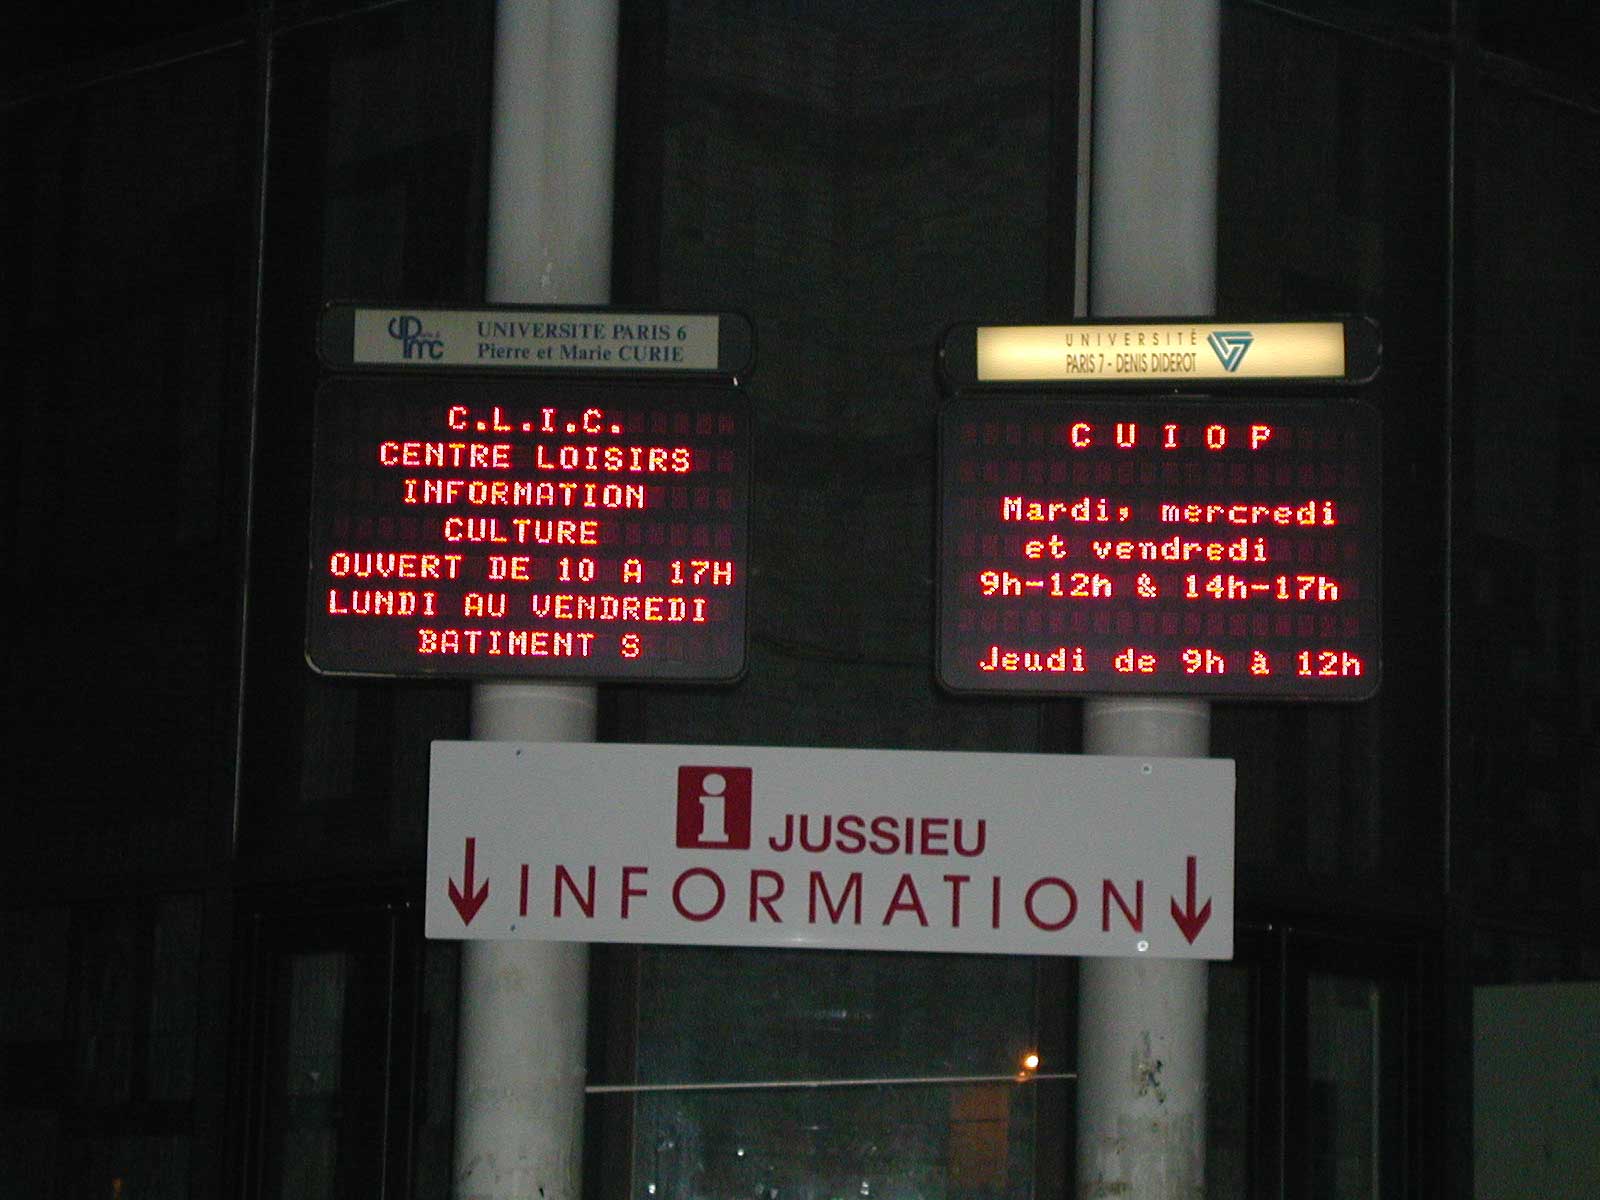 UPMC
UNIVERSITE PARIS 6
Pierre et Marie CURIE
C.L.I.C.
CENTRE LOISIRS
INFORMATION
CULTURE
OUVERT DE 10 A 17H
LUNDI AU VENDREDI
BATIMENT S
UNIVERSITÉ
PARIS 7 - DENIS DIDEROT
7
C U I O P
Mardi, mercredi
et vendredi
9h-12h & 14h-17h
Jeudi de 9h à 12h
i JUSSIEU
↓ INFORMATION ↓